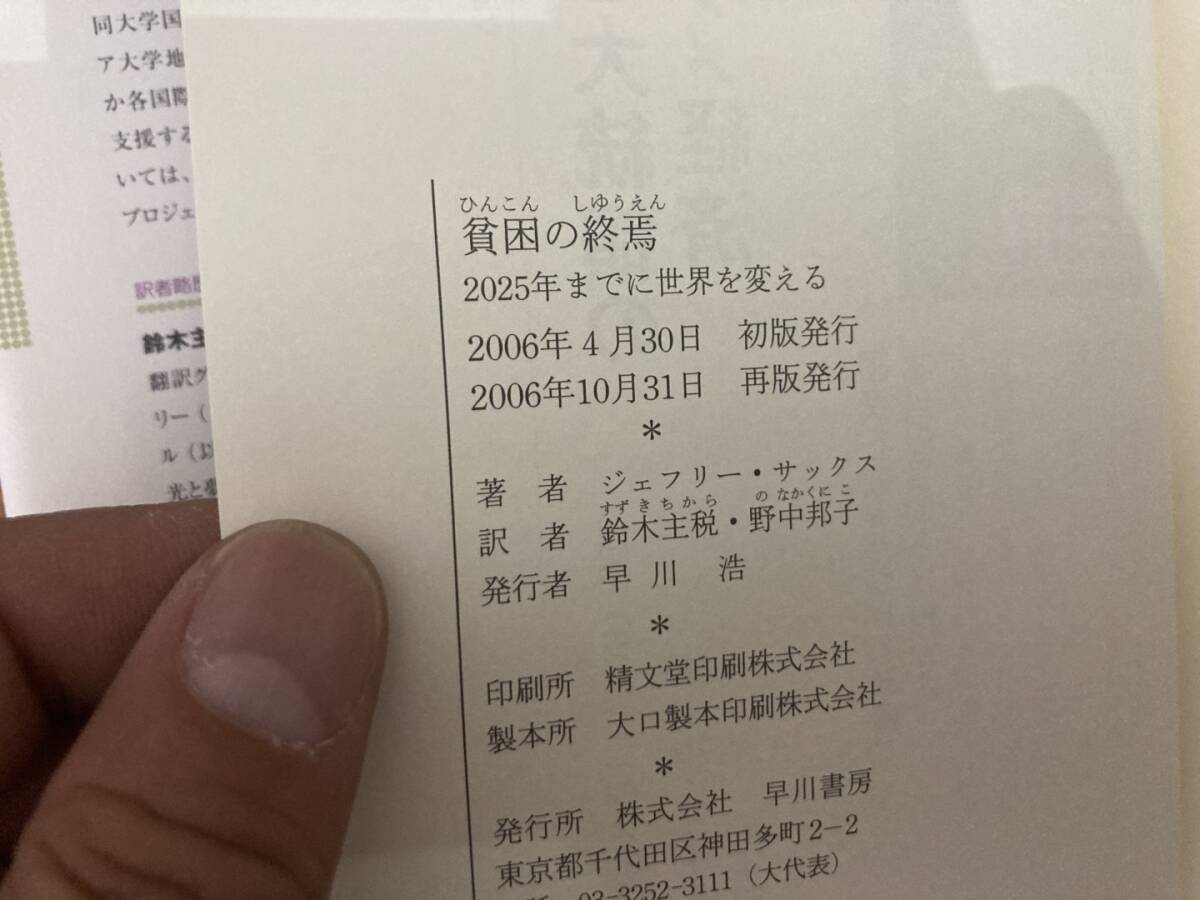 同大学国
ア大学地
か各国際
支援する
いては、
プロジェ
訳者略歴
鈴木主
翻訳グ
リー（
ル（以
光と
ひんこん しゆうえん
貧困の終焉
2025年までに世界を変える
2006年4月30日 初版発行
2006年10月31日 再版発行
*
著者 ジェフリー・サックス
すずきちから のなかくにこ
訳者 鈴木主税・野中邦子
発行者 早川 浩
*
印刷所 精文堂印刷株式会社
製本所 大口製本印刷株式会社
*
発行所 株式会社 早川書房
東京都千代田区神田多町2-2
03-3252-3111（大代表）